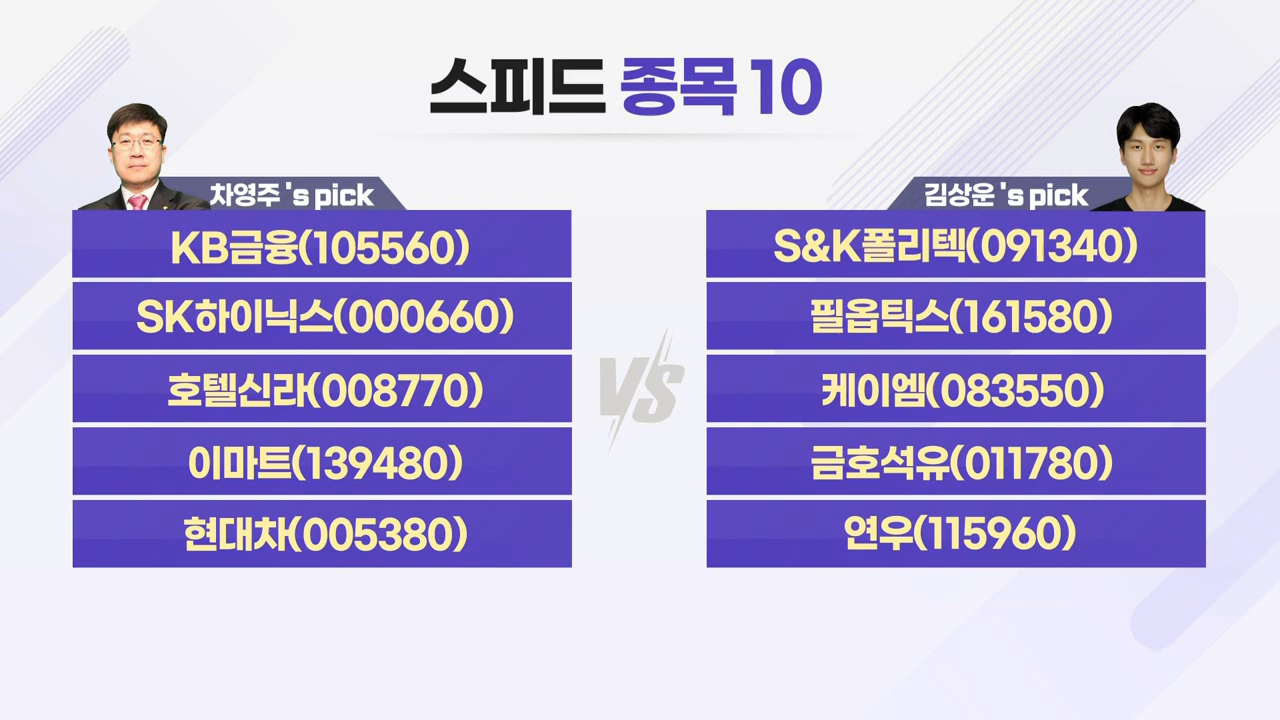 스피드 종목 10
차영주 's pick
KB금융(105560)
SK하이닉스(000660)
호텔신라(008770)
이마트(139480)
현대차(005380)
VS
김상운 's pick
S&K폴리텍(091340)
필옵틱스(161580)
케이엠(083550)
금호석유(011780)
연우(115960)